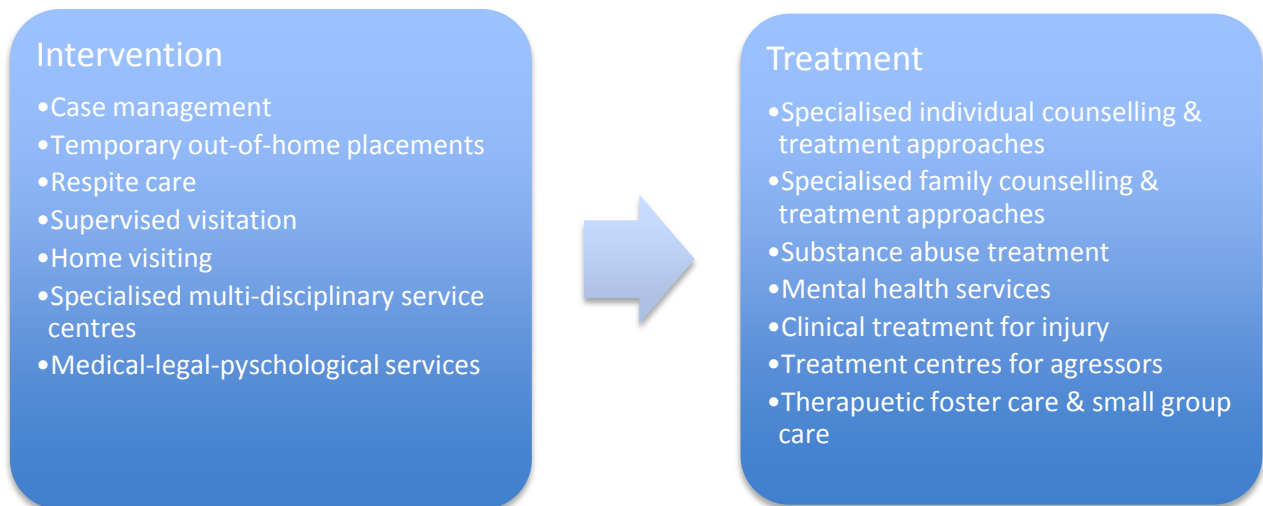 Intervention
•Case management
•Temporary out-of-home placements
•Respite care
•Supervised visitation
•Home visiting
•Specialised multi-disciplinary service
centres
•Medical-legal-pyschological services
Treatment
•Specialised individual counselling &
treatment approaches
•Specialised family counselling &
treatment approaches
•Substance abuse treatment
•Mental health services
•Clinical treatment for injury
•Treatment centres for agressors
•Therapuetic foster care & small group
care